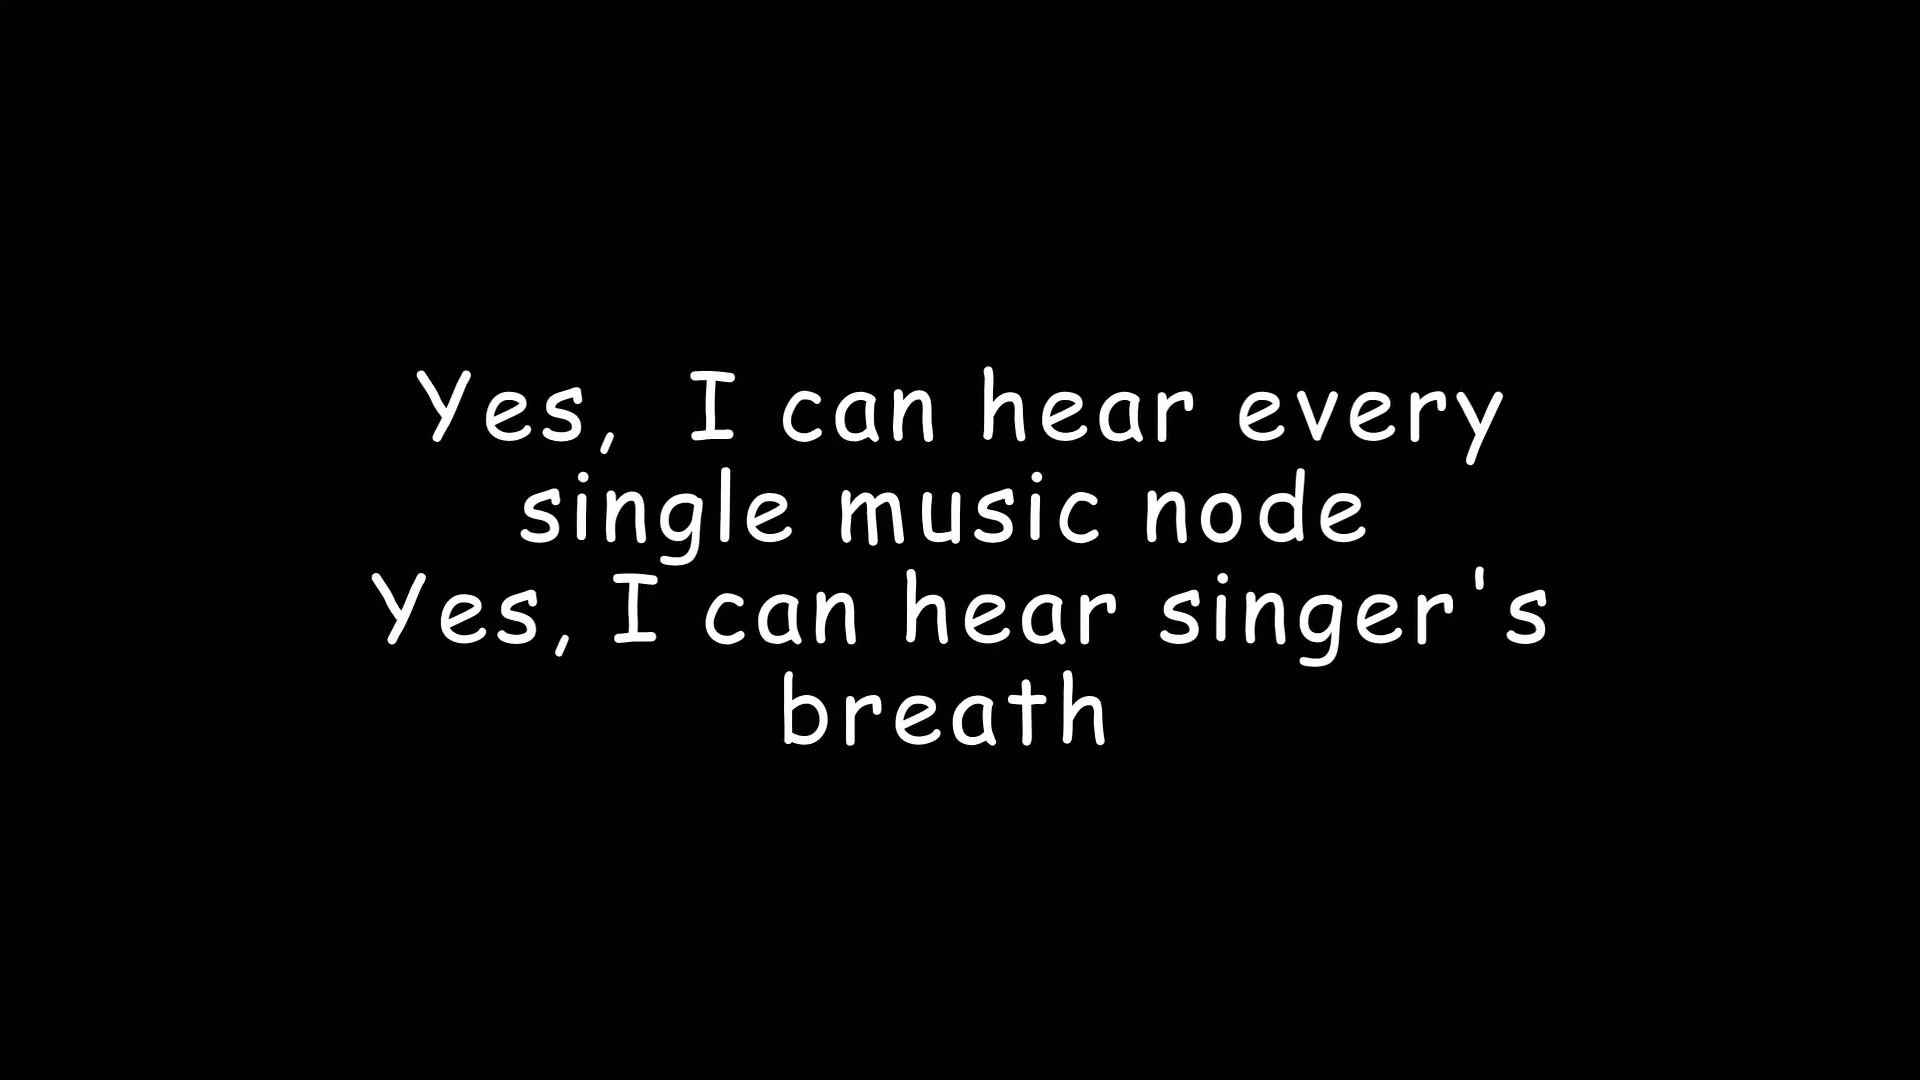 Yes,  I can hear every
single music node
Yes, I can hear singer's
breath